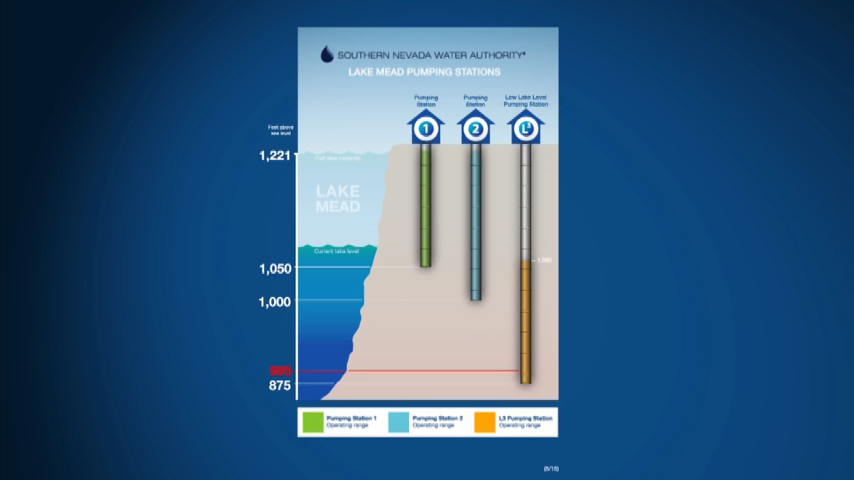 SOUTHERN NEVADA WATER AUTHORITY®
LAKE MEAD PUMPING STATIONS
Pumping
Station
Pumping
Station
Low Lake Level
Pumping Station
1
2
L3
Feet above
sea level
1,221
Full lake capacity
LAKE
MEAD
Current lake level
1,050
1,000
895
875
Pumping Station 1
Operating range
Pumping Station 2
Operating range
L3 Pumping Station
Operating range